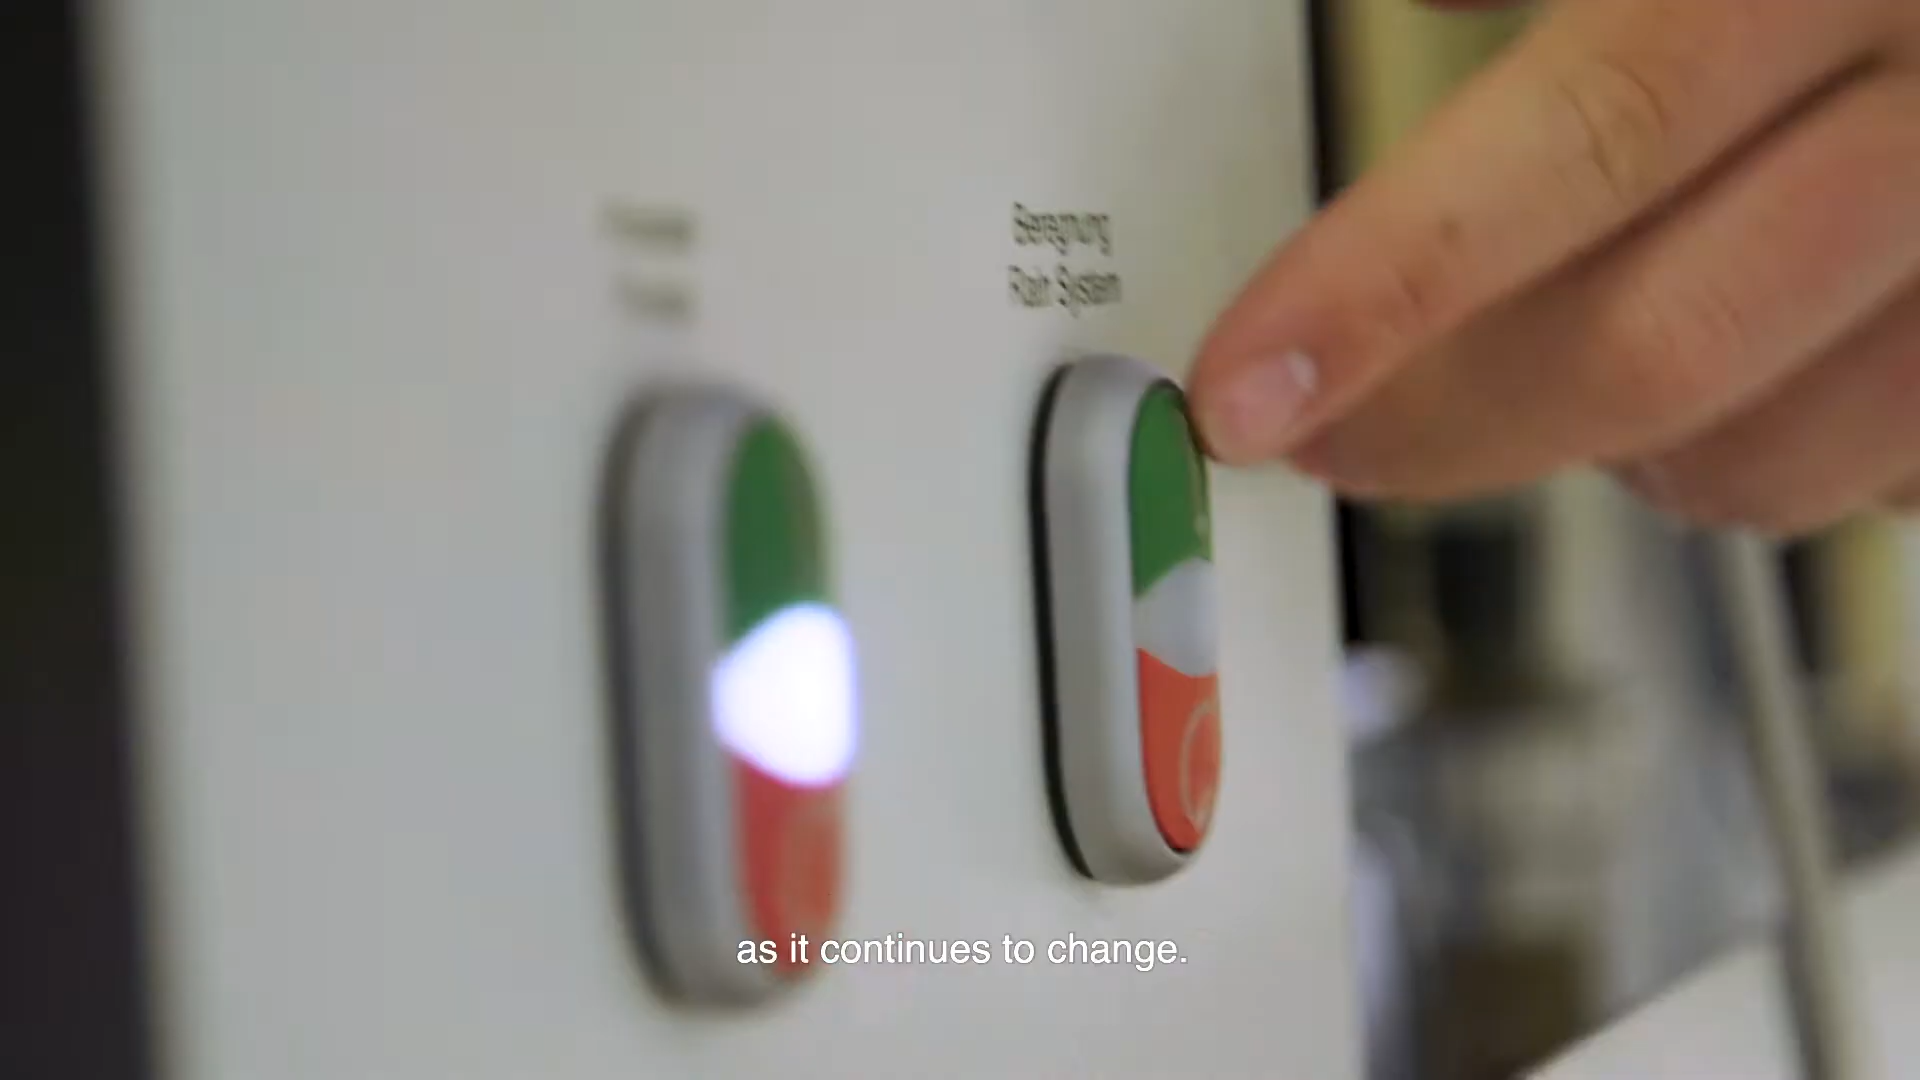 Beregnung
Rain System
as it continues to change.